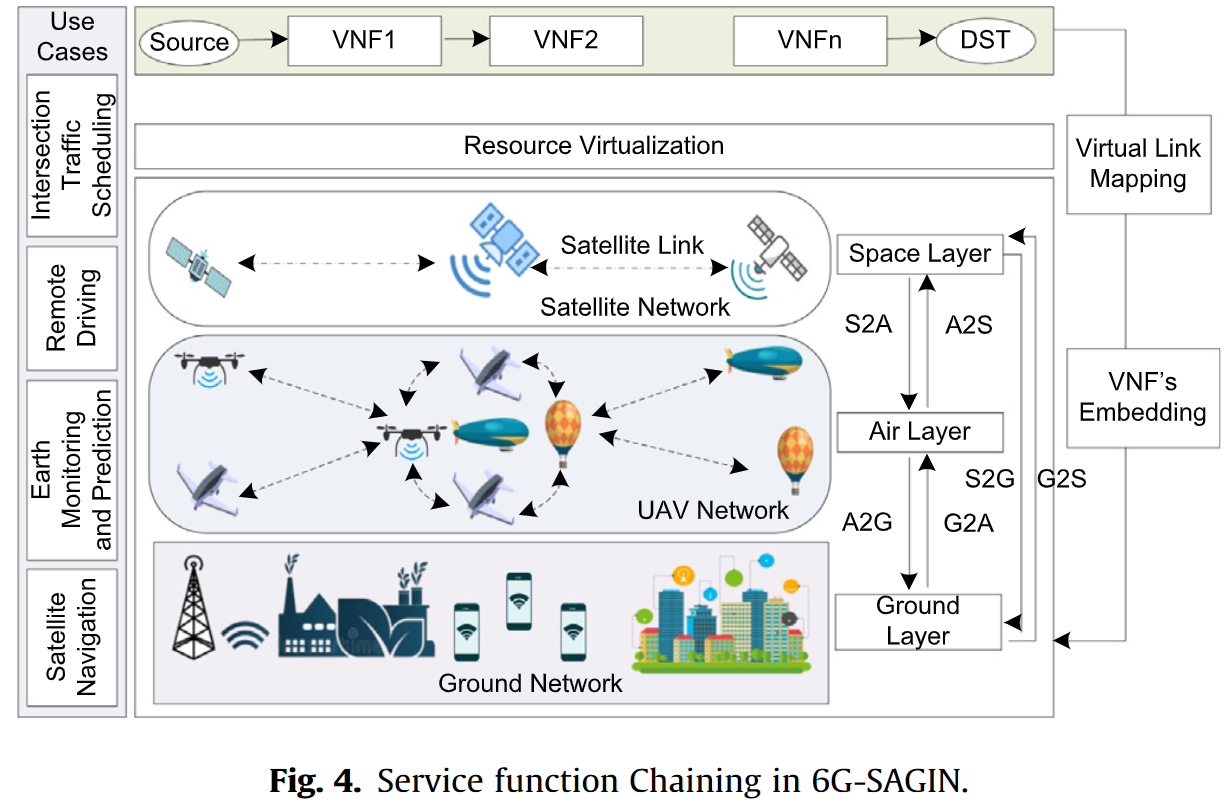 Use
Cases
Source
VNF1
VNF2
VNFn
DST
Intersection
Traffic
Scheduling
Remote
Driving
Earth
Monitoring
and Prediction
Satellite
Navigation
Resource Virtualization
Virtual Link
Mapping
VNF's
Embedding
Satellite Link
Satellite Network
Space Layer
S2A
A2S
Air Layer
UAV Network
S2G
G2S
A2G
G2A
Ground
Layer
Ground Network
Fig. 4. Service function Chaining in 6G-SAGIN.